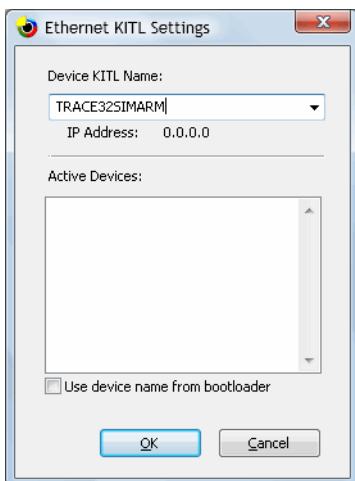 Ethernet KITL Settings
Device KITL Name:
TRACE32SIMARM
IP Address: 0.0.0.0
Active Devices:
Use device name from bootloader
OK Cancel